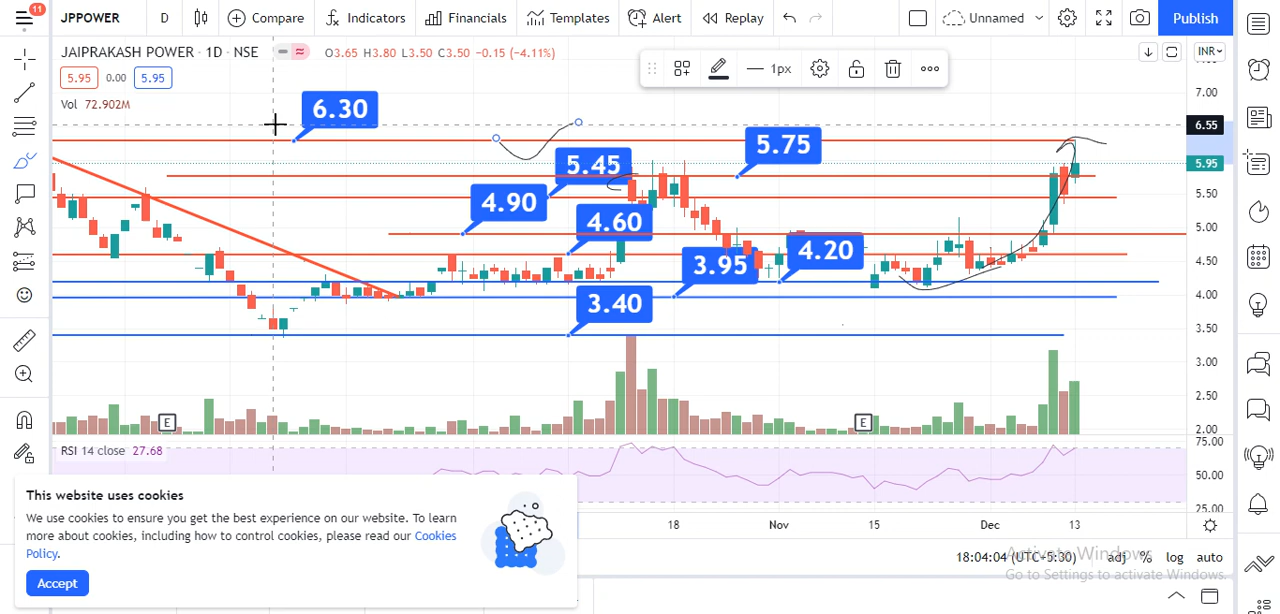 11
JPPOWER D Compare Indicators Financials Templates Alert Replay Unnamed Publish
JAIPRAKASH POWER · 1D · NSE O3.65 H3.80 L3.50 C3.50 −0.15 (−4.11%)
INR
1px
5.95 0.00 5.95
Vol 72.902M
7.00
6.55
5.95
5.50
5.00
4.50
4.00
3.50
3.00
2.50
2.00
6.30
5.75
5.45
4.90
4.60
4.20
3.95
3.40
E
E
RSI 14 close 27.68
75.00
50.00
25.00
18 Nov 15 Dec 13
18:04:04 (UTC+5:30) adj % log auto
Activate Windows
Go to Settings to activate Windows.
This website uses cookies
We use cookies to ensure you get the best experience on our website. To learn
more about cookies, including how to control cookies, please read our Cookies
Policy.
Accept